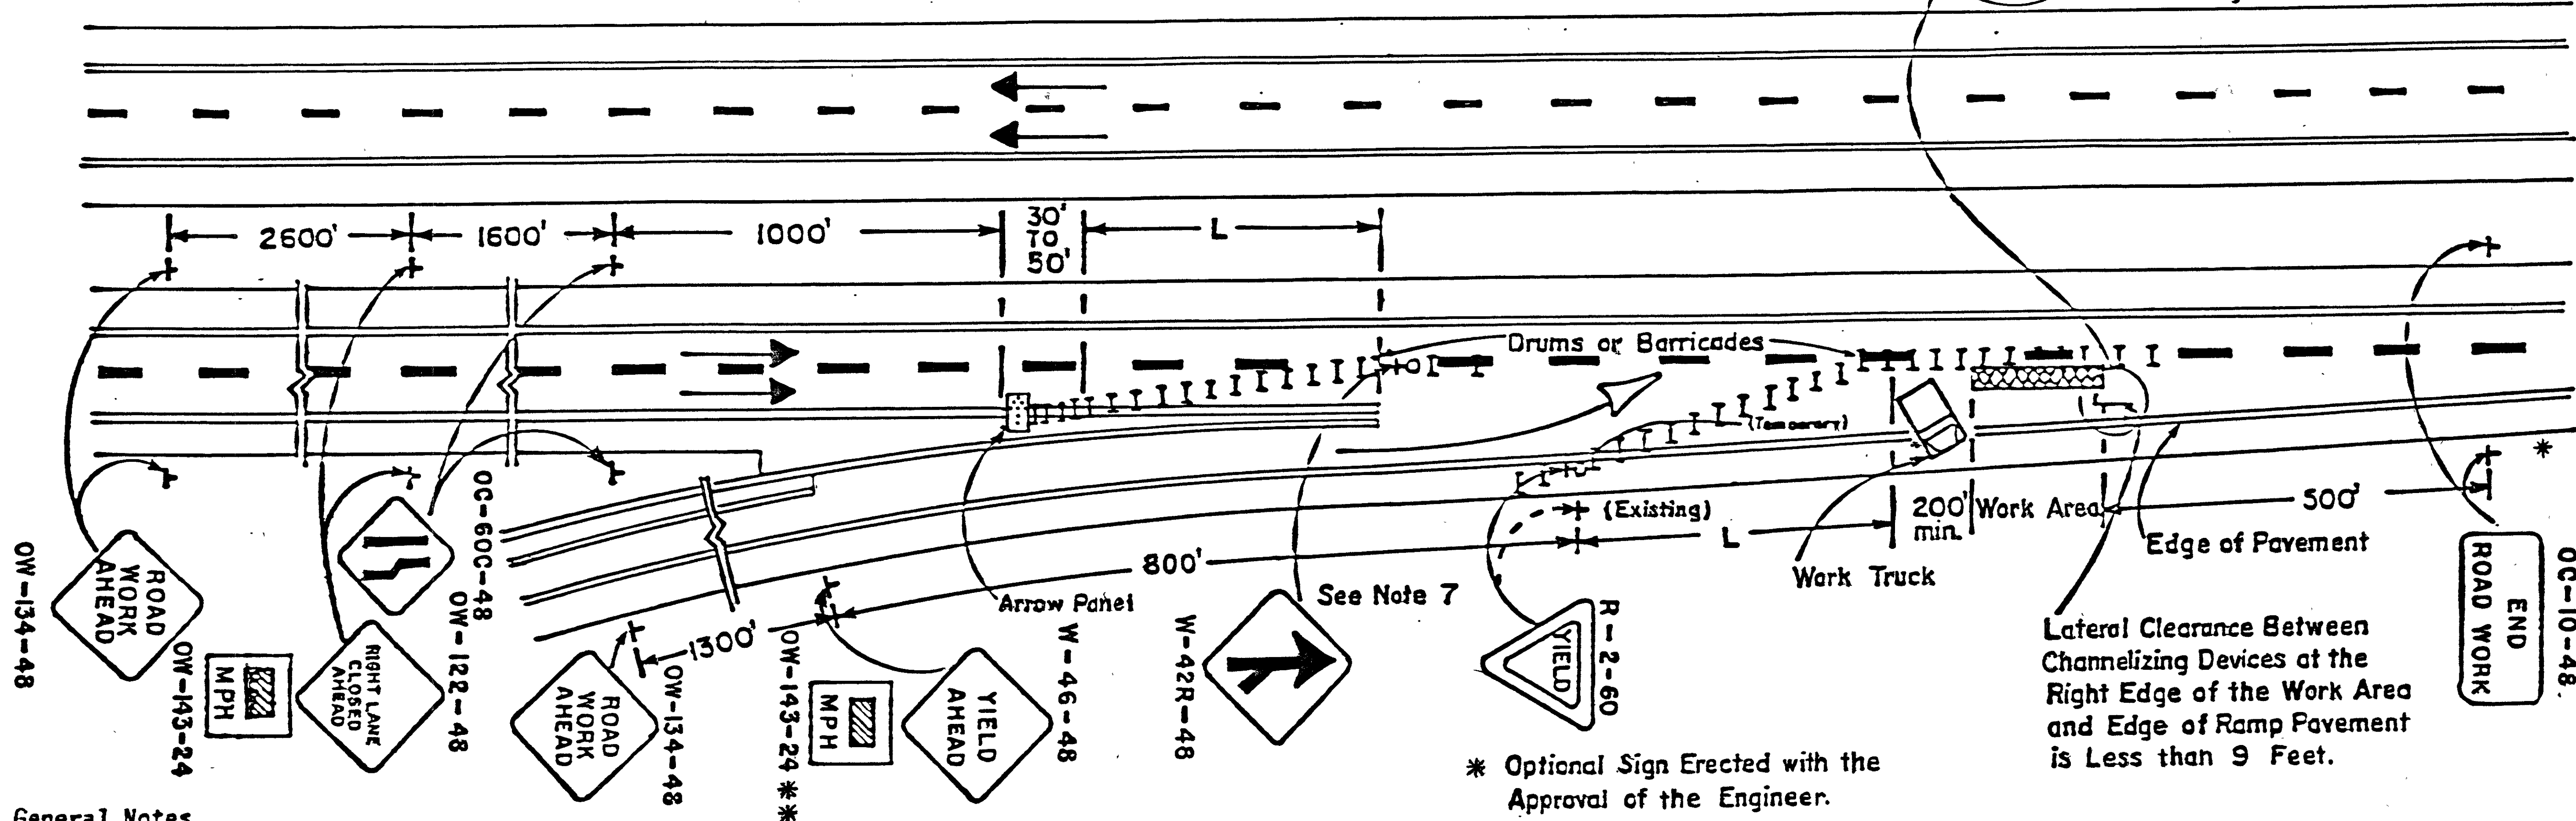 2600'
1600'
1000'
30'
TO
50'
L
Drums or Barricades
(Temporary)
(Existing)
L
200'
min.
Work Area
500'
*
800'
1300'
Edge of Pavement
Work Truck
Arrow Panel
See Note 7
OW-134-48
ROAD
WORK
AHEAD
OW-143-24
MPH
RIGHT LANE
CLOSED
AHEAD
OC-60C-48
OW-122-48
ROAD
WORK
AHEAD
OW-134-48
OW-143-24 **
MPH
YIELD
AHEAD
W-46-48
W-42R-48
YIELD
R-2-60
Lateral Clearance Between
Channelizing Devices at the
Right Edge of the Work Area
and Edge of Ramp Pavement
is Less than 9 Feet.
END
ROAD WORK
OC-10-48.
* Optional Sign Erected with the
Approval of the Engineer.
General Notes